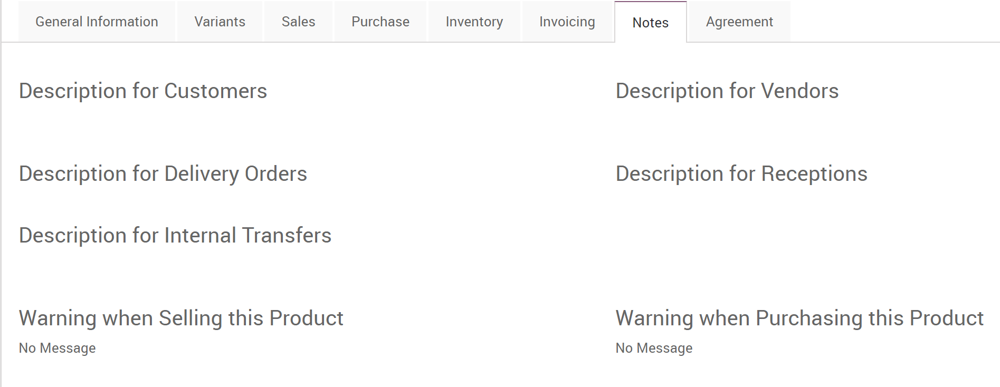 General Information Variants Sales Purchase Inventory Invoicing Notes Agreement
Description for Customers
Description for Vendors
Description for Delivery Orders
Description for Receptions
Description for Internal Transfers
Warning when Selling this Product
No Message
Warning when Purchasing this Product
No Message